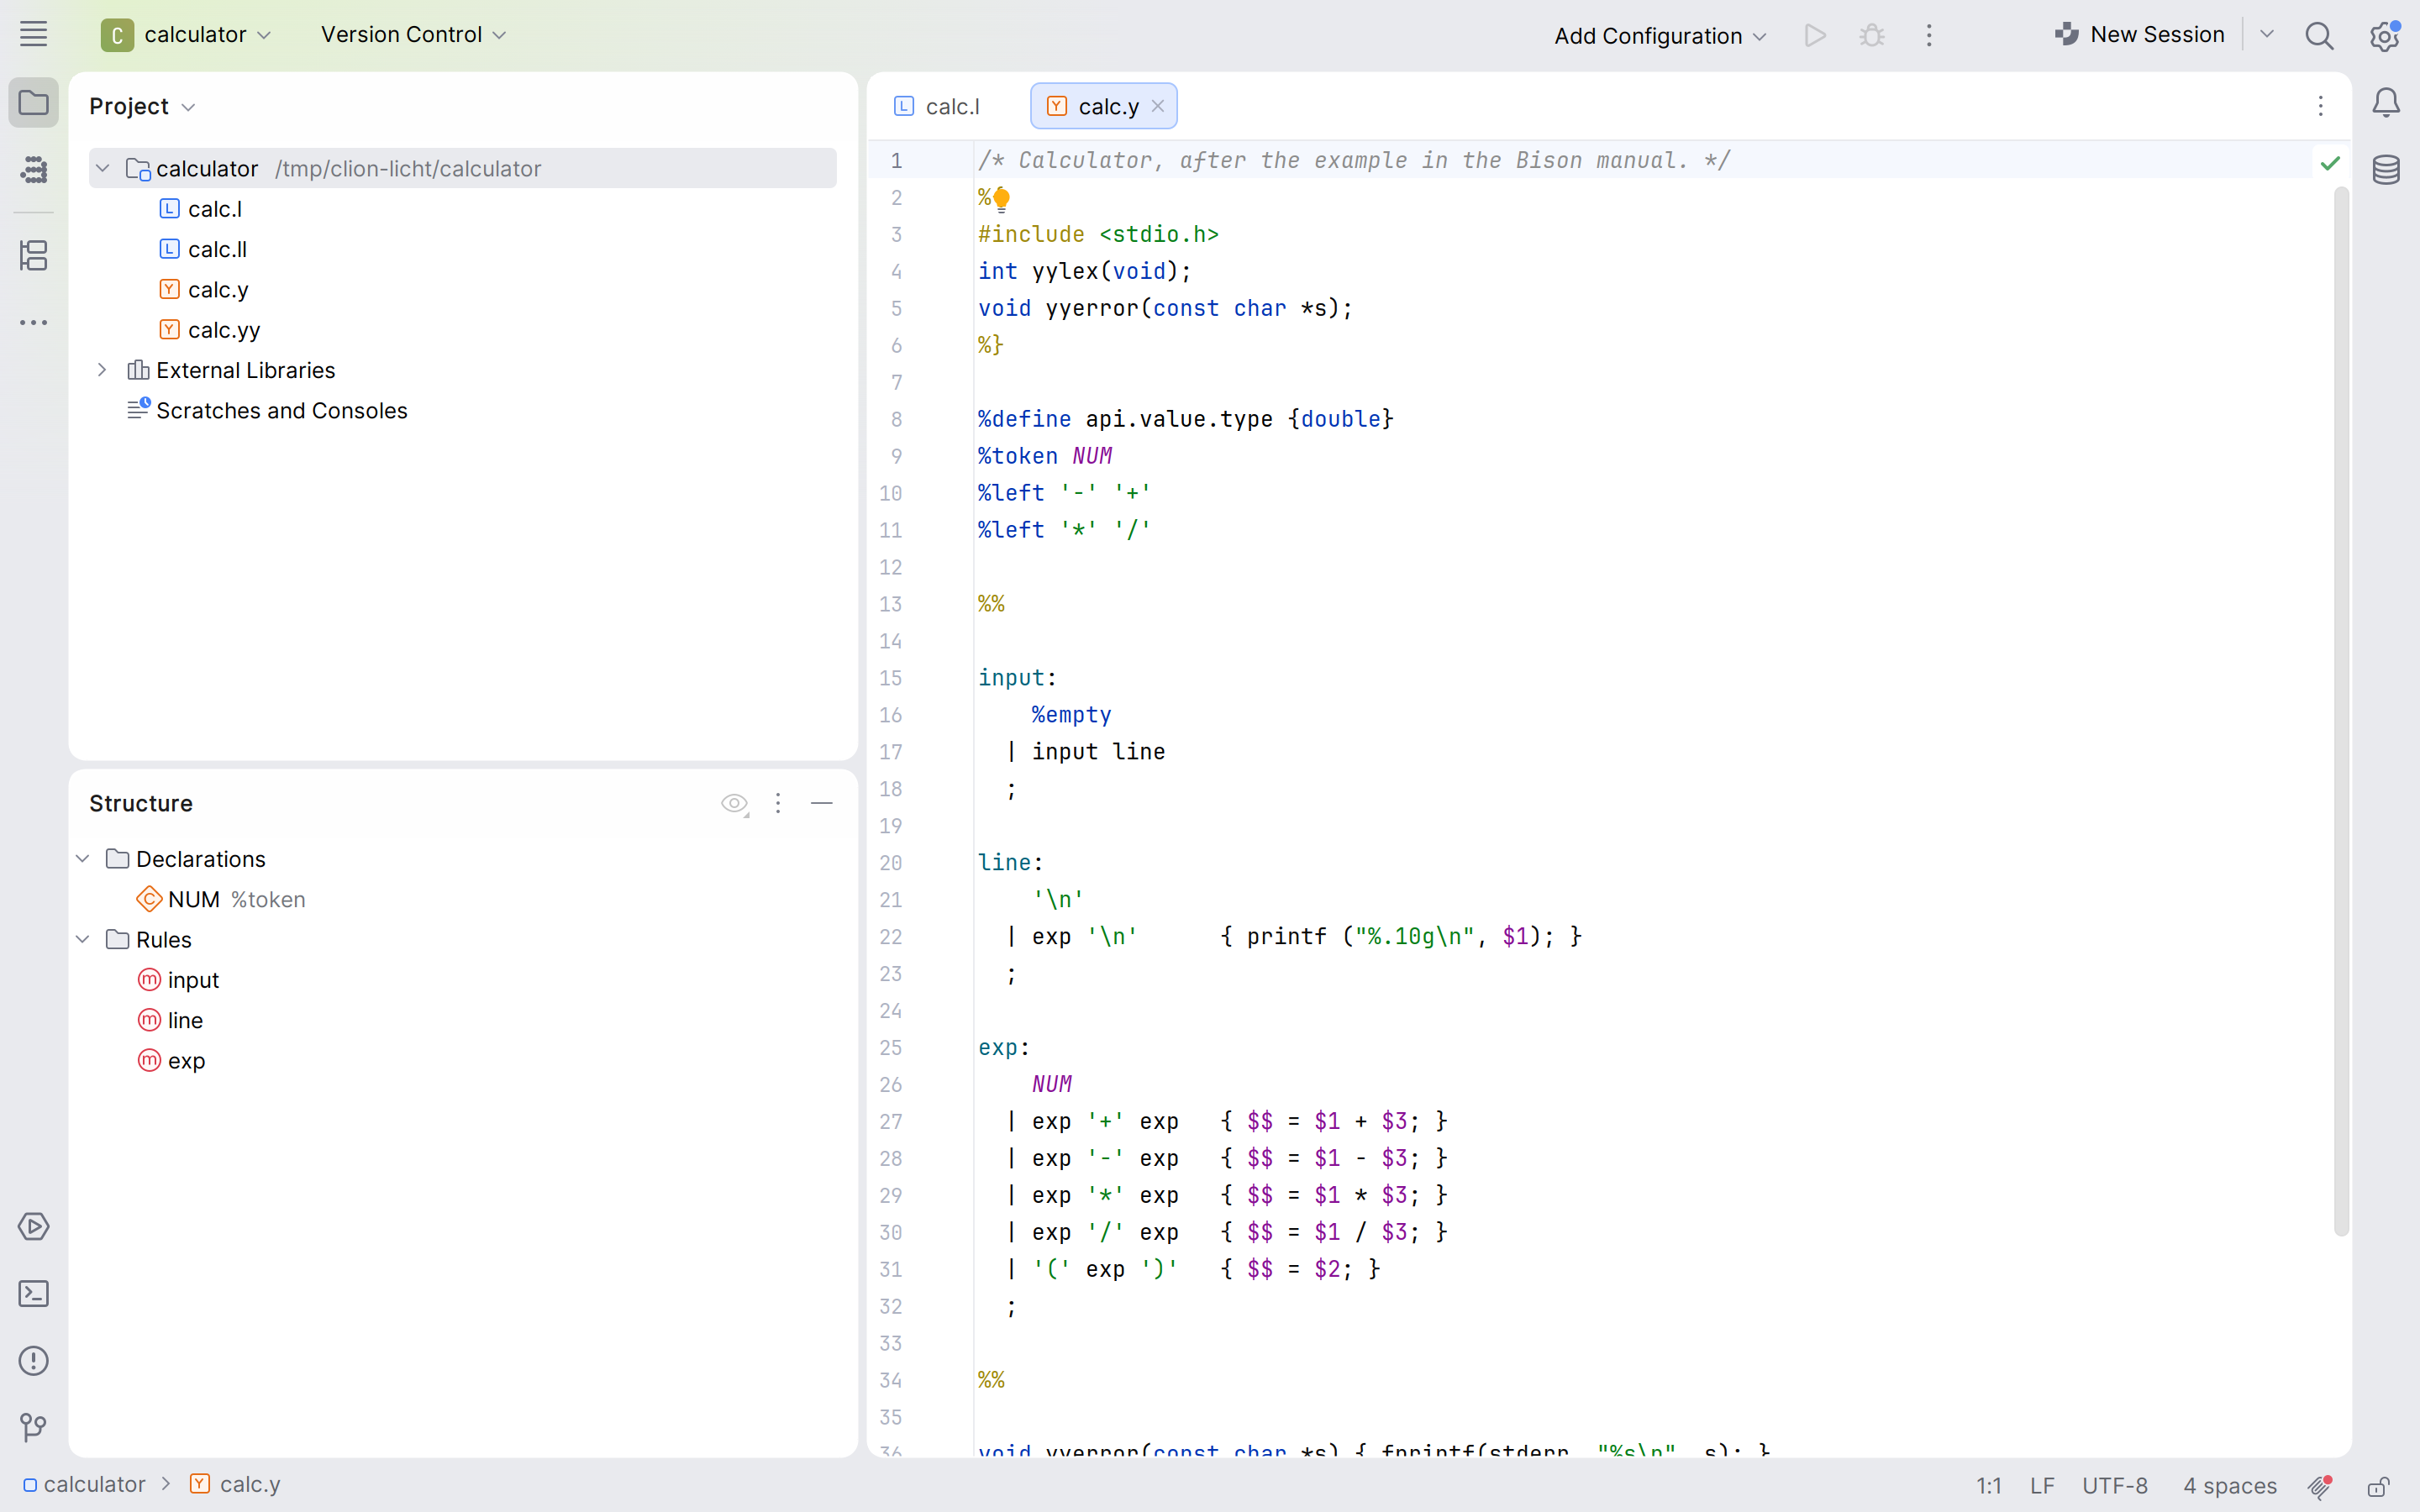 C calculator Version Control Add Configuration New Session
Project
calculator /tmp/clion-licht/calculator
L calc.l
L calc.ll
Y calc.y
Y calc.yy
External Libraries
Scratches and Consoles
Structure
Declarations
C NUM %token
Rules
m input
m line
m exp
L calc.l Y calc.y
1 /* Calculator, after the example in the Bison manual. */
2 %
3 #include <stdio.h>
4 int yylex(void);
5 void yyerror(const char *s);
6 %}
7
8 %define api.value.type {double}
9 %token NUM
10 %left '-' '+'
11 %left '*' '/'
12
13 %%
14
15 input:
16 %empty
17 | input line
18 ;
19
20 line:
21 '\n'
22 | exp '\n' { printf ("%.10g\n", $1); }
23 ;
24
25 exp:
26 NUM
27 | exp '+' exp { $$ = $1 + $3; }
28 | exp '-' exp { $$ = $1 - $3; }
29 | exp '*' exp { $$ = $1 * $3; }
30 | exp '/' exp { $$ = $1 / $3; }
31 | '(' exp ')' { $$ = $2; }
32 ;
33
34 %%
35
36 void yyerror(const char *s) { fprintf(stderr, "%s\n", s); }
calculator > Y calc.y 1:1 LF UTF-8 4 spaces